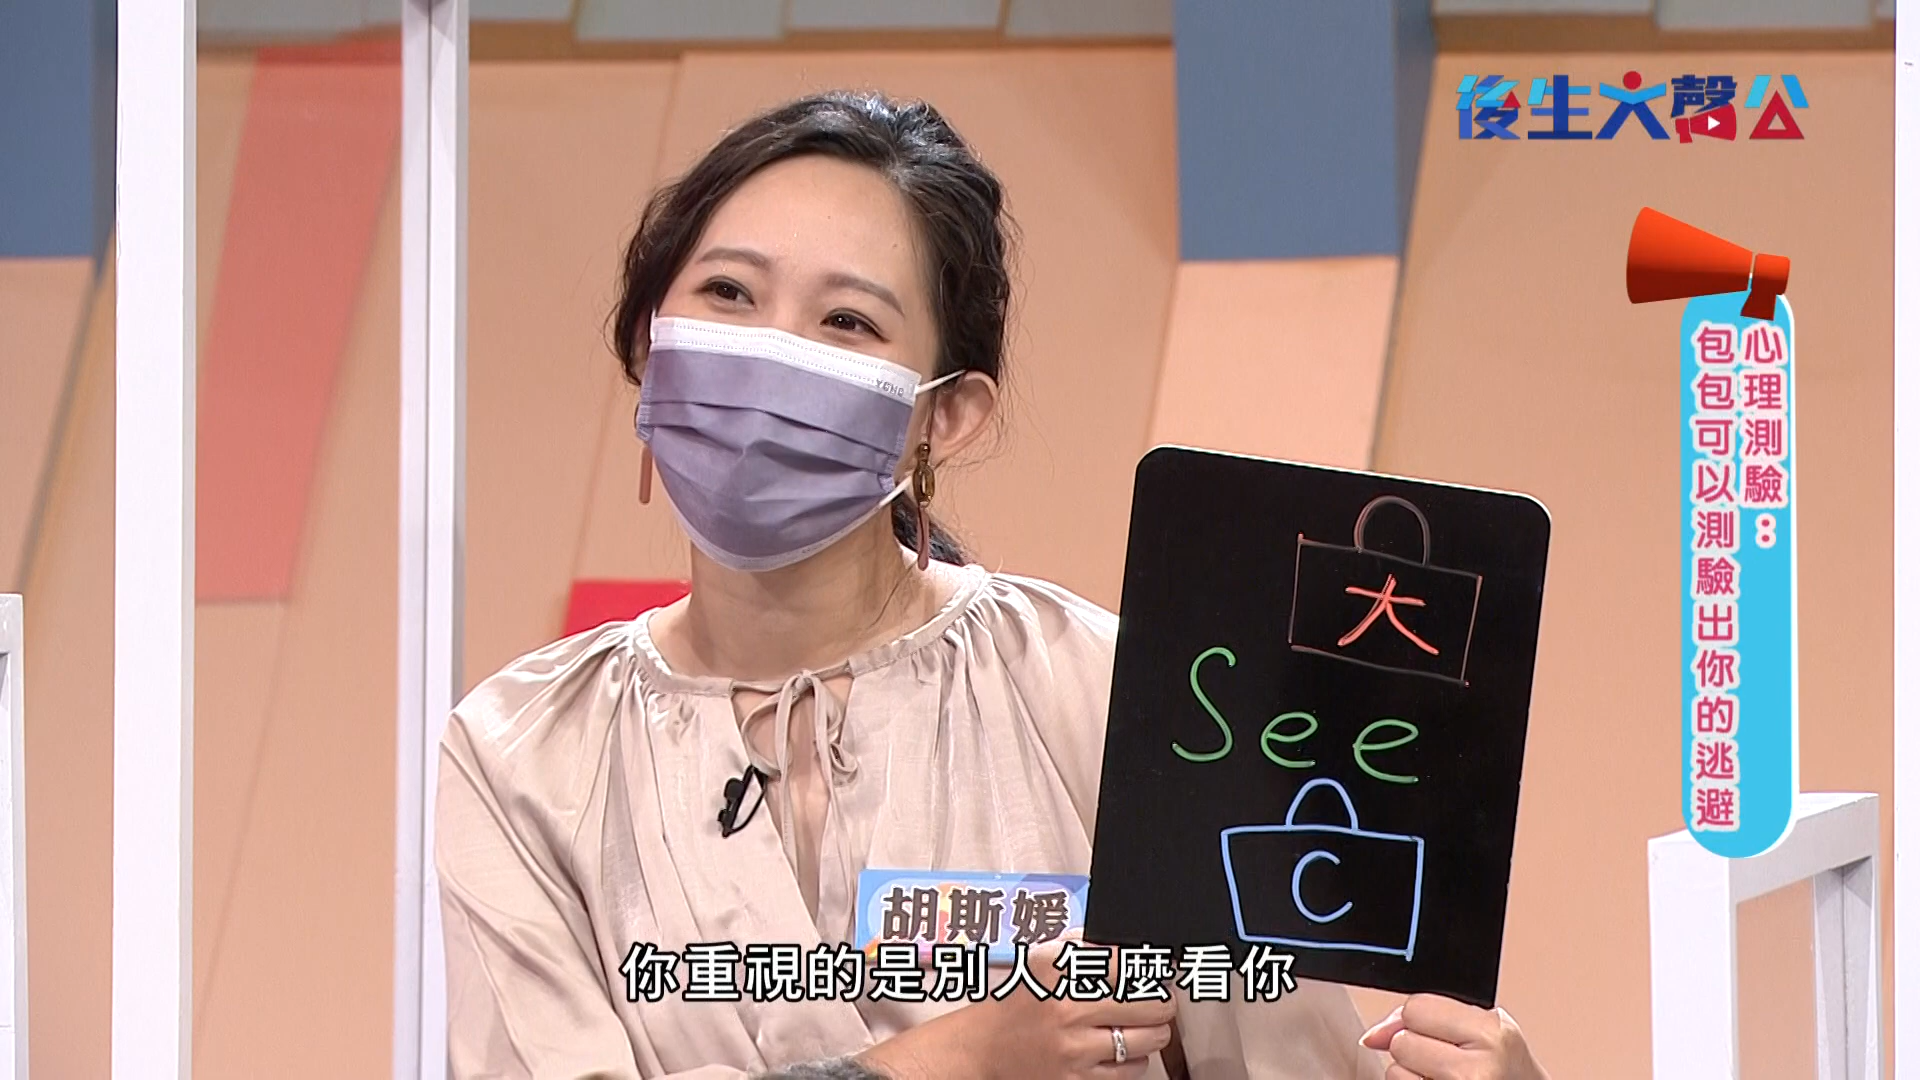 後生大聲公
心理測驗：
包包可以測驗出你的逃避
大
See
C
胡斯媛
你重視的是別人怎麼看你